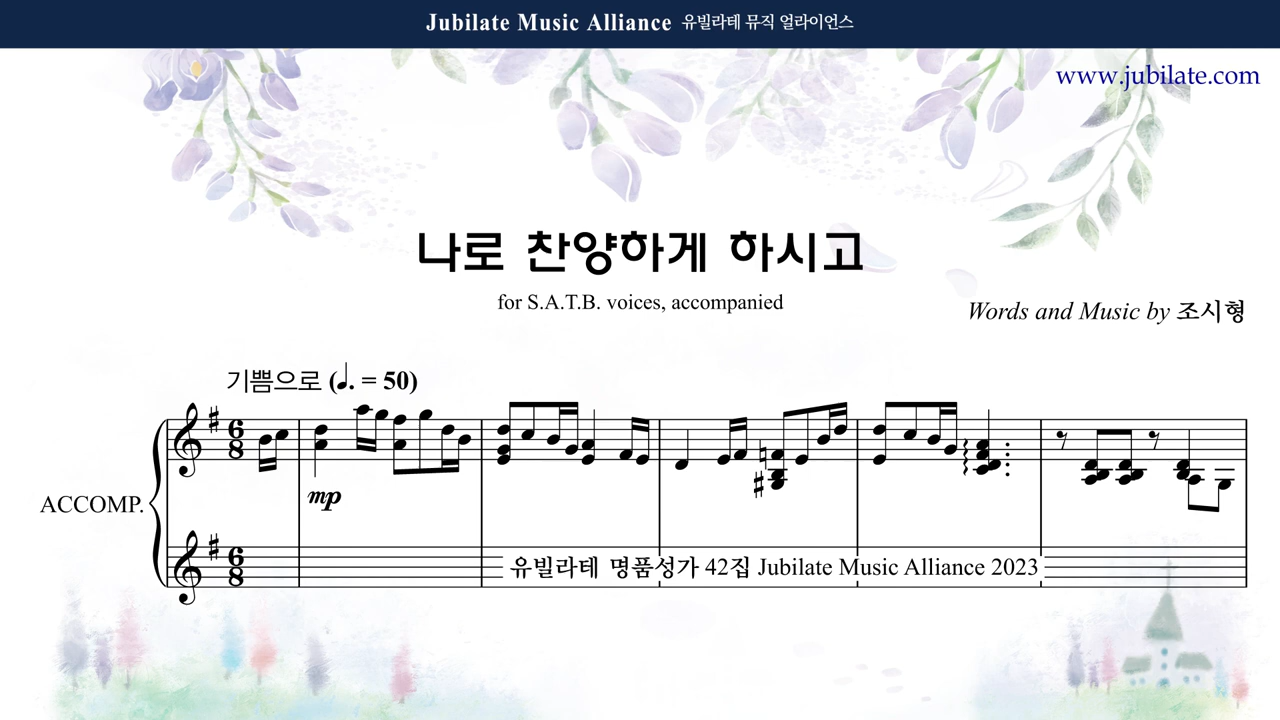 Jubilate Music Alliance 유빌라테 뮤직 얼라이언스
www.jubilate.com
나로 찬양하게 하시고
for S.A.T.B. voices, accompanied
Words and Music by 조시형
기쁨으로 (♩. = 50)
6
8
mp
ACCOMP.
6
8
유빌라테 명품성가 42집 Jubilate Music Alliance 2023